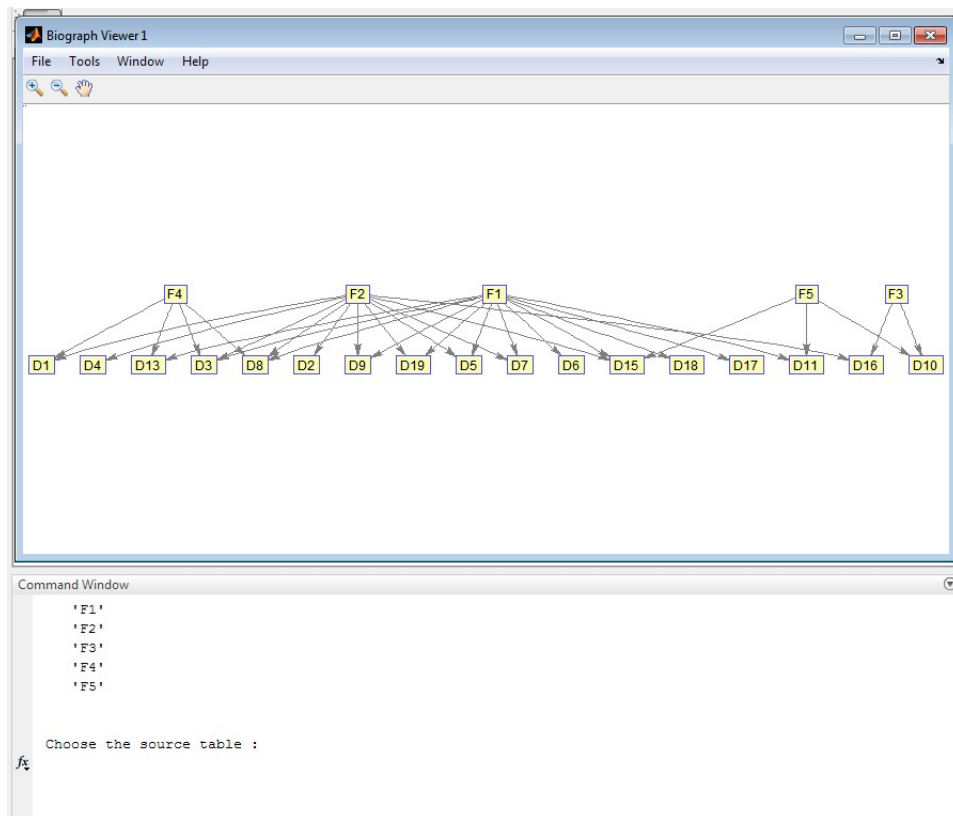 Biograph Viewer 1
File Tools Window Help
F4 F2 F1 F5 F3
D1 D4 D13 D3 D8 D2 D9 D19 D5 D7 D6 D15 D18 D17 D11 D16 D10
Command Window
'F1'
'F2'
'F3'
'F4'
'F5'
Choose the source table :
fx